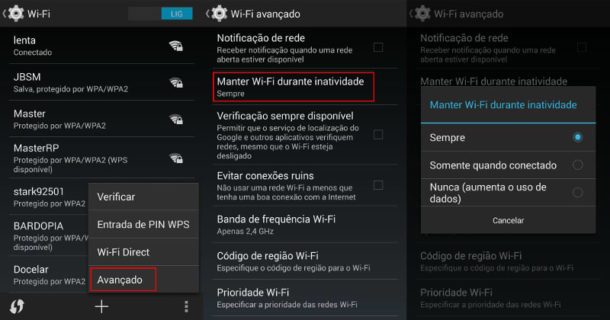 Wi-Fi
LIG
lenta
Conectado
JBSM
Salva, protegido por WPA/WPA2
Master
Protegido por WPA/WPA2
MasterRP
Protegido por WPA/WPA2 (WPS
disponível)
stark92501
Protegido por WPA2
BARDOPIA
Protegido por WPA
disponível)
Docelar
Protegido por WPA2
Verificar
Entrada de PIN WPS
Wi-Fi Direct
Avançado
Wi-Fi avançado
Notificação de rede
Receber notificação quando uma rede
aberta estiver disponível
Manter Wi-Fi durante inatividade
Sempre
Verificação sempre disponível
Permitir que o serviço de localização do
Google e outros aplicativos verifiquem
redes, mesmo que o Wi-Fi esteja
desligado
Evitar conexões ruins
Não usar uma rede Wi-Fi a menos que
tenha uma boa conexão com a Internet
Banda de frequência Wi-Fi
Apenas 2,4 GHz
Código de região Wi-Fi
Especifique o código de região para o Wi-Fi
Prioridade Wi-Fi
Especificar a prioridade das redes Wi-Fi
Wi-Fi avançado
Notificação de rede
Receber notificação quando uma rede
aberta estiver disponível
Manter Wi-Fi durante inatividade
Manter Wi-Fi durante inatividade
Sempre
Somente quando conectado
Nunca (aumenta o uso de
dados)
Cancelar
Código de região Wi-Fi
Especifique o código de região para o Wi-Fi
Prioridade Wi-Fi
Especificar a prioridade das redes Wi-Fi